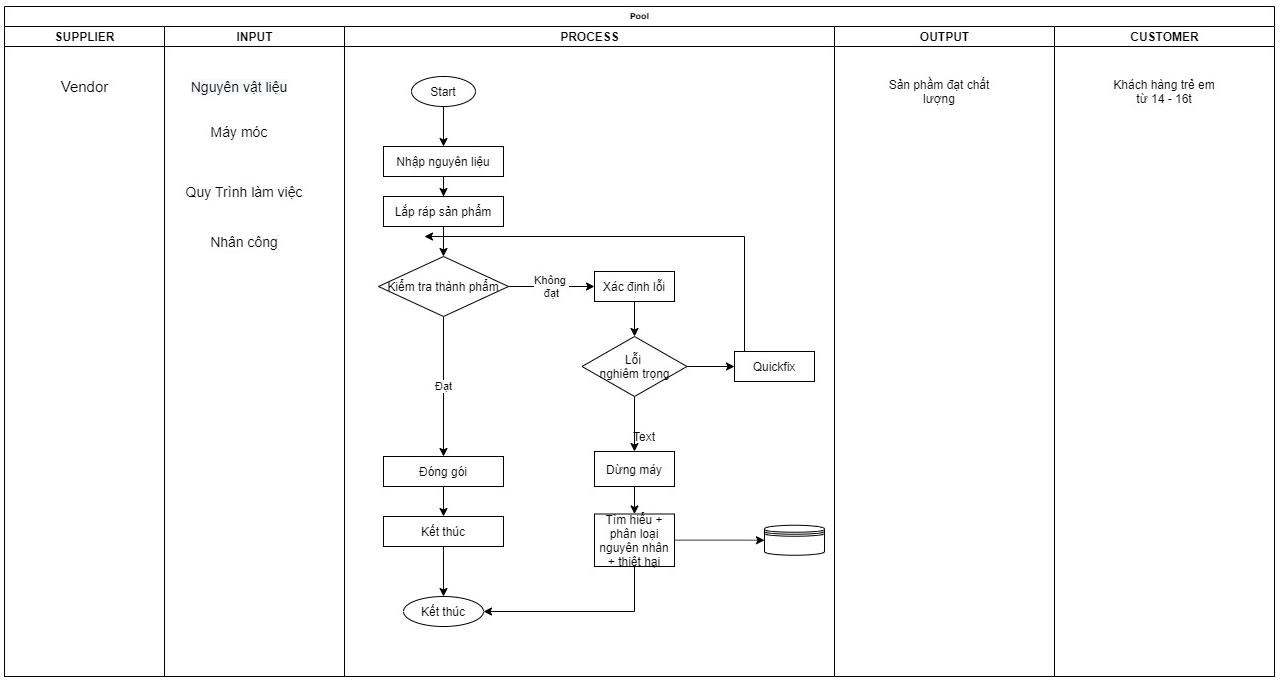 Pool
SUPPLIER
INPUT
PROCESS
OUTPUT
CUSTOMER
Vendor
Nguyên vật liệu
Máy móc
Quy Trình làm việc
Nhân công
Start
Nhập nguyên liệu
Lắp ráp sản phẩm
Kiểm tra thành phẩm
Không
đạt
Xác định lỗi
Lỗi
nghiêm trọng
Quickfix
Đạt
Text
Đóng gói
Dừng máy
Kết thúc
Tìm hiểu +
phân loại
nguyên nhân
+ thiệt hại
Kết thúc
Sản phầm đạt chất
lượng
Khách hàng trẻ em
từ 14 - 16t